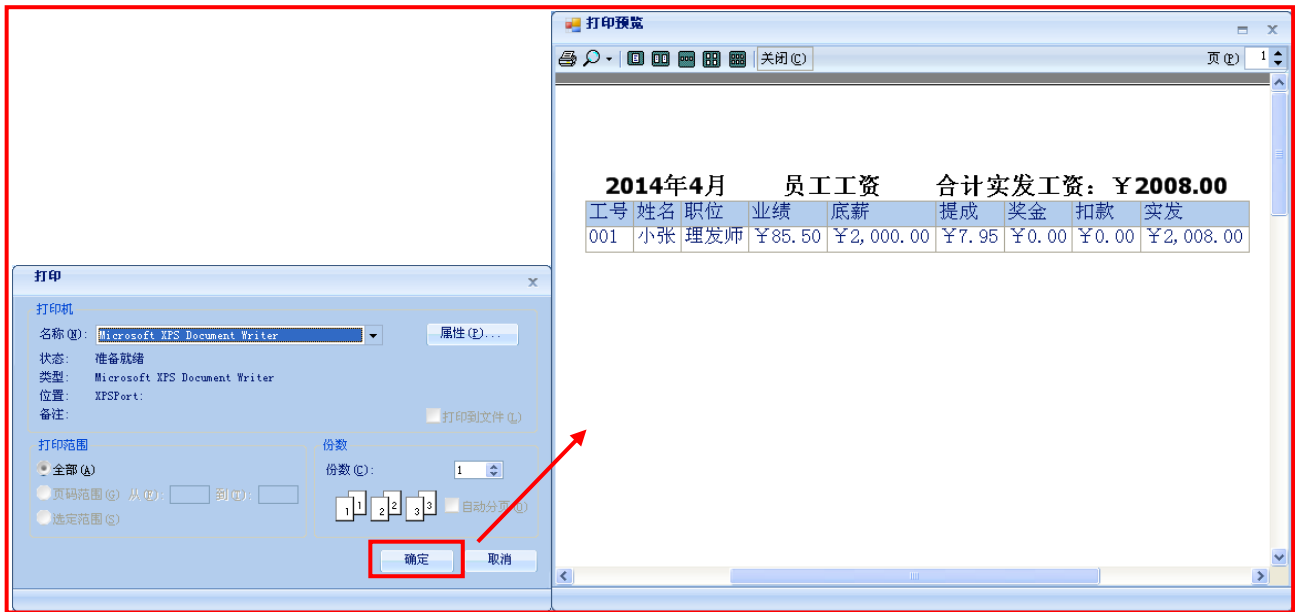 打印预览
关闭(C)
页(P) 1
2014年4月 员工工资 合计实发工资：￥2008.00
工号 姓名 职位 业绩 底薪 提成 奖金 扣款 实发
001 小张 理发师 ￥85.50 ￥2,000.00 ￥7.95 ￥0.00 ￥0.00 ￥2,008.00
打印
打印机
名称(N): Microsoft XPS Document Writer 属性(P)...
状态: 准备就绪
类型: Microsoft XPS Document Writer
位置: XPSPort:
备注: 打印到文件(L)
打印范围
全部(A)
页码范围(G) 从(F): 到(T):
选定范围(S)
份数
份数(C): 1
1 1 2 2 3 3 自动分页(O)
确定 取消